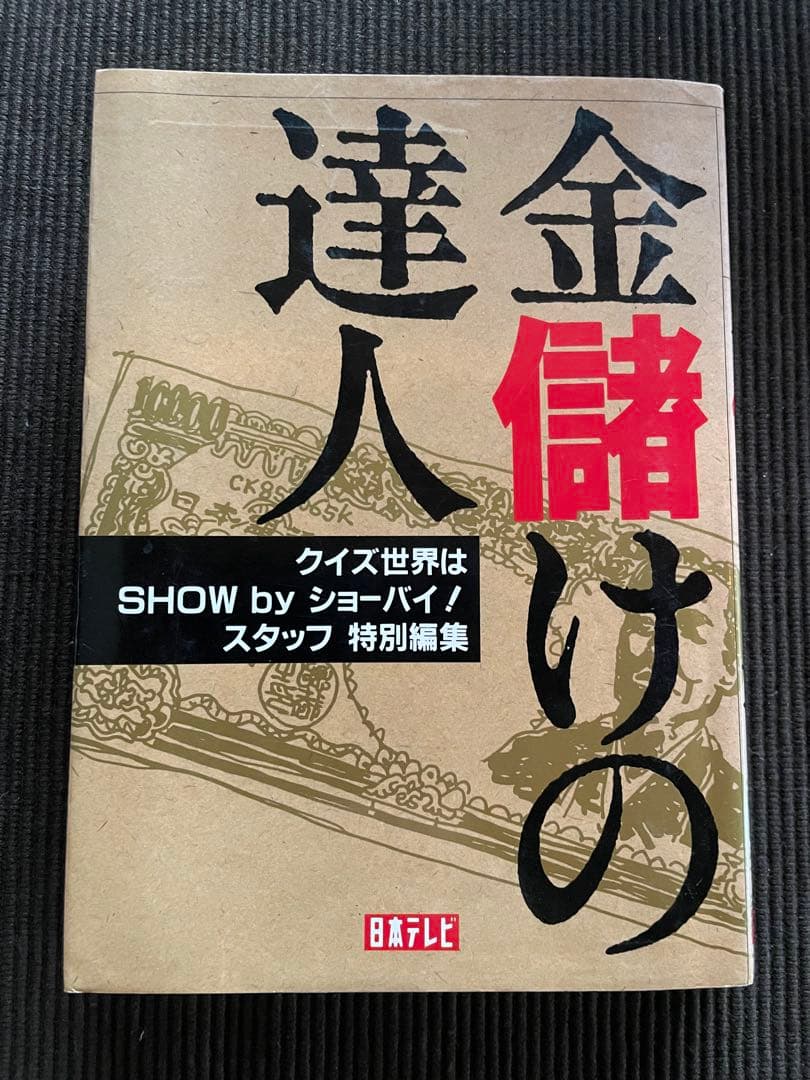 金儲けの
達人
クイズ世界は
SHOW by ショーバイ!
スタッフ 特別編集
10000
日本テレビ